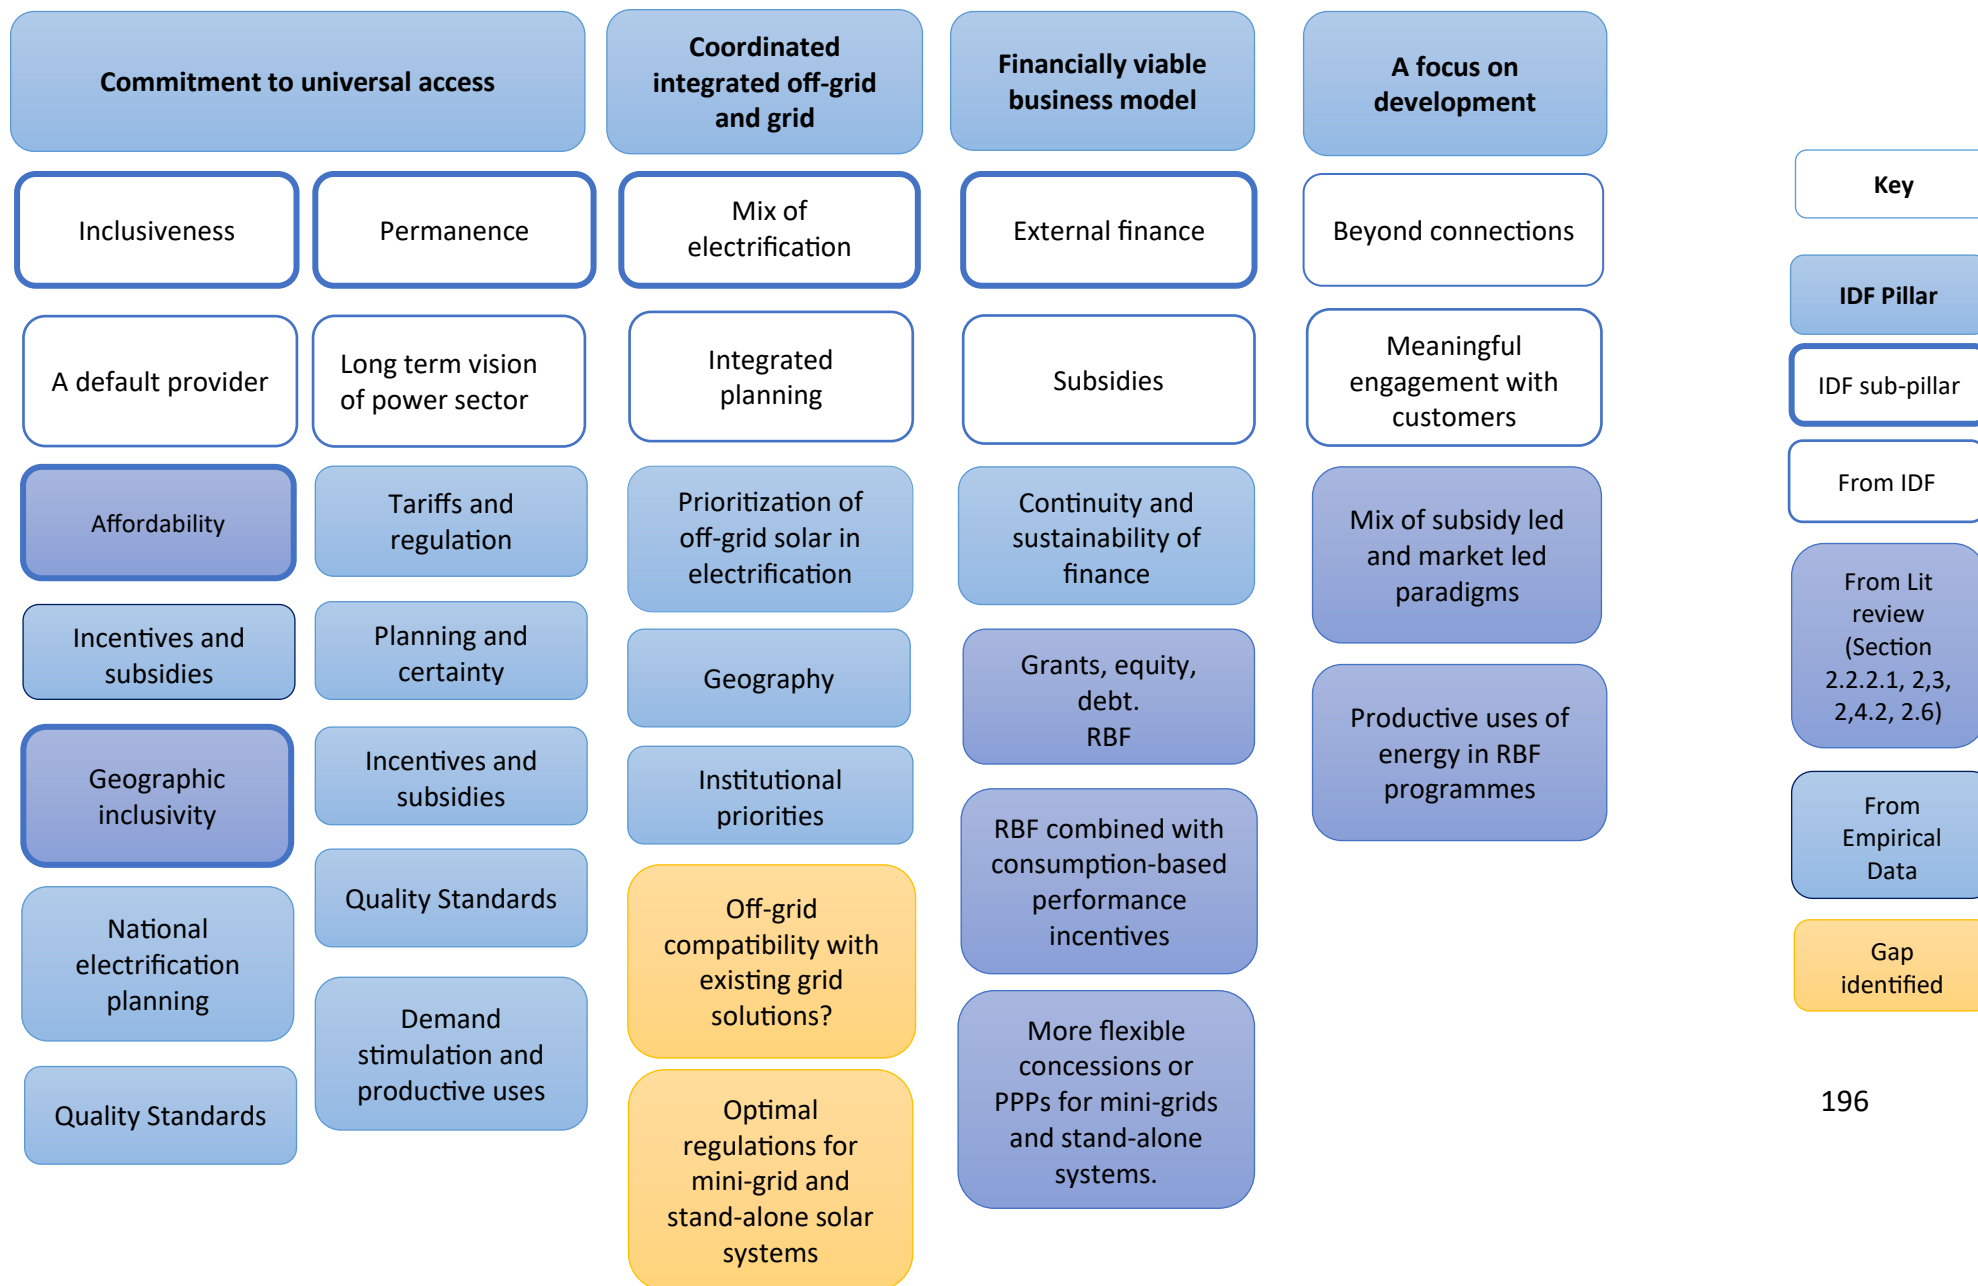 Commitment to universal access
Coordinated
integrated off-grid
and grid
Financially viable
business model
A focus on
development
Inclusiveness
Permanence
Mix of
electrification
External finance
Beyond connections
A default provider
Long term vision
of power sector
Integrated
planning
Subsidies
Meaningful
engagement with
customers
Affordability
Tariffs and
regulation
Prioritization of
off-grid solar in
electrification
Continuity and
sustainability of
finance
Mix of subsidy led
and market led
paradigms
Incentives and
subsidies
Planning and
certainty
Geography
Grants, equity,
debt.
RBF
Productive uses of
energy in RBF
programmes
Geographic
inclusivity
Incentives and
subsidies
Institutional
priorities
RBF combined with
consumption-based
performance
incentives
National
electrification
planning
Quality Standards
Off-grid
compatibility with
existing grid
solutions?
More flexible
concessions or
PPPs for mini-grids
and stand-alone
systems.
Quality Standards
Demand
stimulation and
productive uses
Optimal
regulations for
mini-grid and
stand-alone solar
systems
Key
IDF Pillar
IDF sub-pillar
From IDF
From Lit
review
(Section
2.2.2.1, 2,3,
2,4.2, 2.6)
From
Empirical
Data
Gap
identified
196